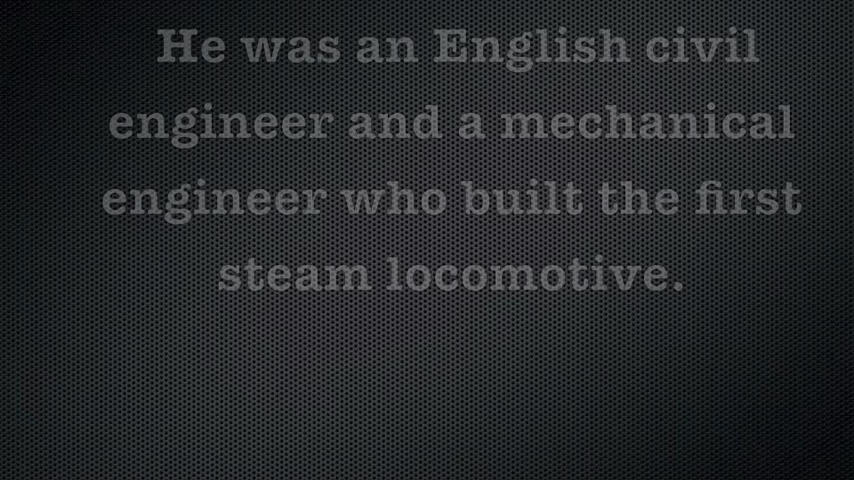 He was an English civil
engineer and a mechanical
engineer who built the first
steam locomotive.